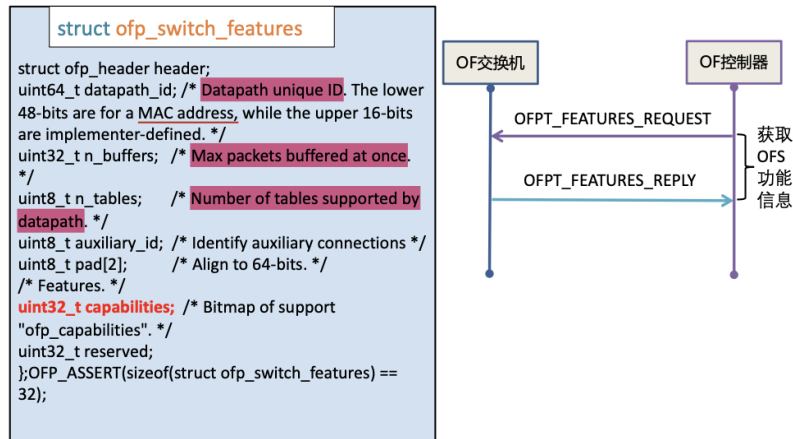 struct ofp_switch_features
struct ofp_header header;
uint64_t datapath_id; /* Datapath unique ID. The lower
48-bits are for a MAC address, while the upper 16-bits
are implementer-defined. */
uint32_t n_buffers; /* Max packets buffered at once.
*/
uint8_t n_tables; /* Number of tables supported by
datapath. */
uint8_t auxiliary_id; /* Identify auxiliary connections */
uint8_t pad[2]; /* Align to 64-bits. */
/* Features. */
uint32_t capabilities; /* Bitmap of support
"ofp_capabilities". */
uint32_t reserved;
};OFP_ASSERT(sizeof(struct ofp_switch_features) ==
32);
OF交换机
OF控制器
OFPT_FEATURES_REQUEST
OFPT_FEATURES_REPLY
获取
OFS
功能
信息